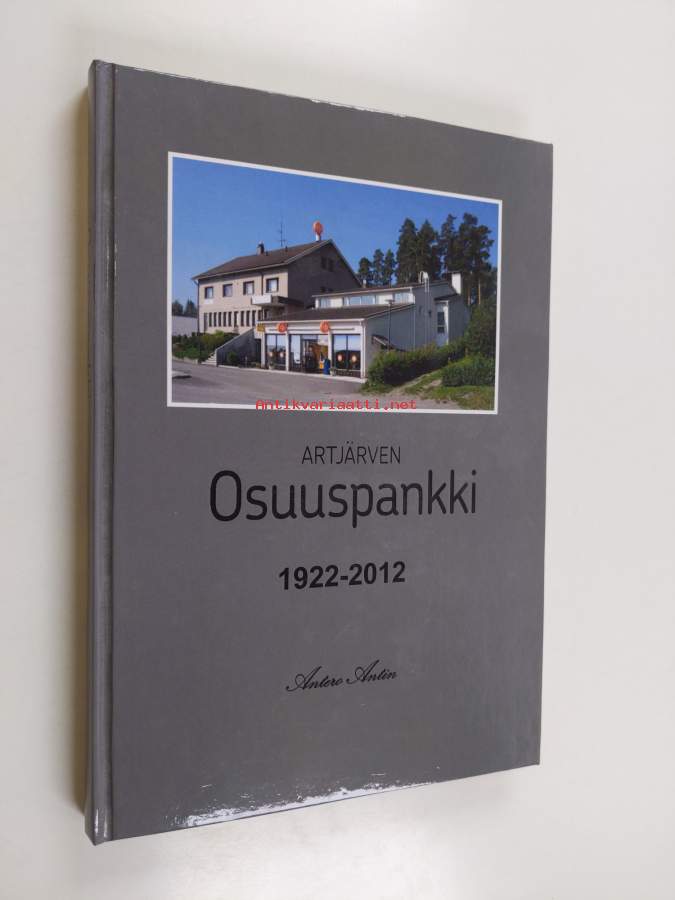 Antikvariaatti.net
ARTJÄRVEN
Osuuspankki
1922-2012
Antero Antin